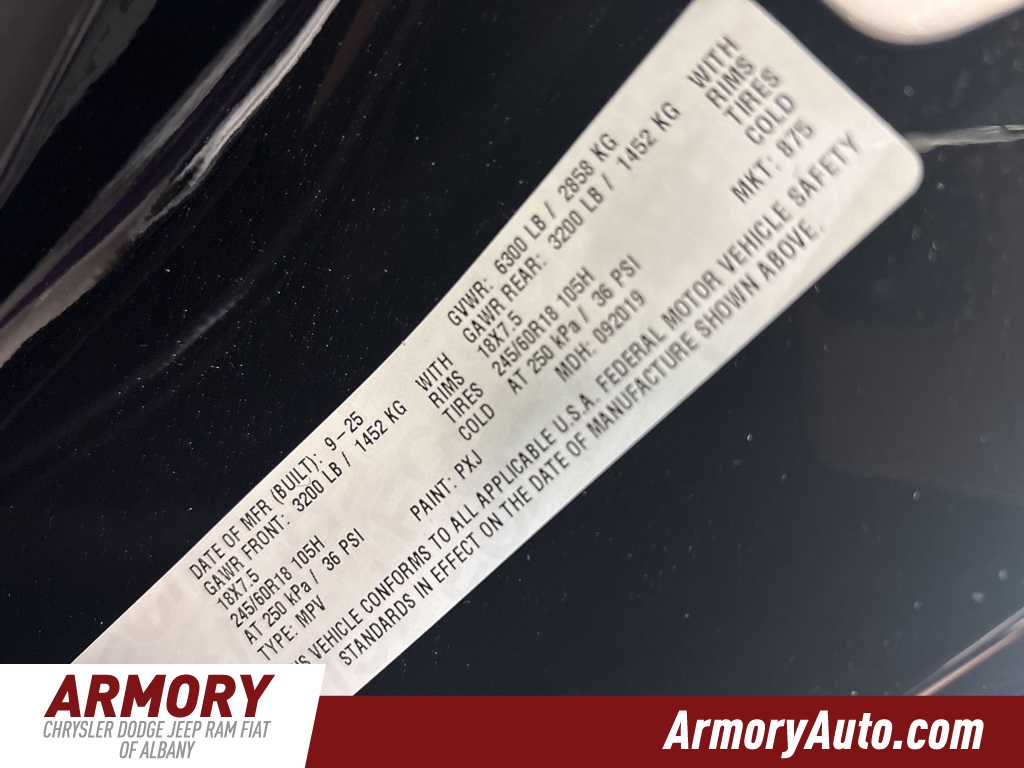 DATE OF MFR (BUILT): 9-25 GVWR: 6300 LB / 2858 KG
GAWR FRONT: 3200 LB / 1452 KG WITH GAWR REAR: 3200 LB / 1452 KG WITH
18X7.5 RIMS 18X7.5 RIMS
245/60R18 105H TIRES 245/60R18 105H TIRES
AT 250 kPa / 36 PSI COLD AT 250 kPa / 36 PSI COLD
TYPE: MPV PAINT: PXJ MDH: 092019 MKT: 875
VEHICLE CONFORMS TO ALL APPLICABLE U.S.A. FEDERAL MOTOR VEHICLE SAFETY
STANDARDS IN EFFECT ON THE DATE OF MANUFACTURE SHOWN ABOVE.
ARMORY
CHRYSLER DODGE JEEP RAM FIAT
OF ALBANY
ArmoryAuto.com